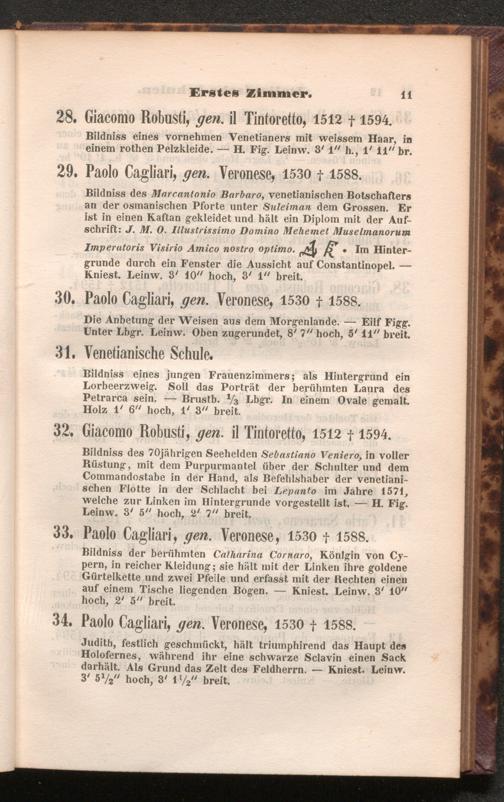 Erstes Zimmer. 11
28. Giacomo Robusti, gen. il Tintoretto, 1512 † 1594.
Bildniss eines vornehmen Venetianers mit weissem Haar, in
einem rothen Pelzkleide. — H. Fig. Leinw. 3′ 1″ h., 1′ 11″ br.
29. Paolo Cagliari, gen. Veronese, 1530 † 1588.
Bildniss des Marcantonio Barbaro, venetianischen Botschafters
an der osmanischen Pforte unter Suleiman dem Grossen. Er
ist in einen Kaftan gekleidet und hält ein Diplom mit der Auf-
schrift: J. M. O. Illustrissimo Domino Mehemet Muselmanorum
Imperatoris Visirio Amico nostro optimo. • Im Hinter-
grunde durch ein Fenster die Aussicht auf Constantinopel. —
Kniest. Leinw. 3′ 10″ hoch, 3′ 1″ breit.
30. Paolo Cagliari, gen. Veronese, 1530 † 1588.
Die Anbetung der Weisen aus dem Morgenlande. — Eilf Figg.
Unter Lbgr. Leinw. Oben zugerundet, 8′ 7″ hoch, 5′ 11″ breit.
31. Venetianische Schule.
Bildniss eines jungen Frauenzimmers; als Hintergrund ein
Lorbeerzweig. Soll das Porträt der berühmten Laura des
Petrarca sein. — Brustb. 1/3 Lbgr. In einem Ovale gemalt.
Holz 1′ 6″ hoch, 1′ 3″ breit.
32. Giacomo Robusti, gen. il Tintoretto, 1512 † 1594.
Bildniss des 70jährigen Seehelden Sebastiano Veniero, in voller
Rüstung, mit dem Purpurmantel über der Schulter und dem
Commandostabe in der Hand, als Befehlshaber der venetiani-
schen Flotte in der Schlacht bei Lepanto im Jahre 1571,
welche zur Linken im Hintergrunde vorgestellt ist. — H. Fig.
Leinw. 3′ 5″ hoch, 2′ 7″ breit.
33. Paolo Cagliari, gen. Veronese, 1530 † 1588.
Bildniss der berühmten Catharina Cornaro, Königin von Cy-
pern, in reicher Kleidung; sie hält mit der Linken ihre goldene
Gürtelkette und zwei Pfeile und erfasst mit der Rechten einen
auf einem Tische liegenden Bogen. — Kniest. Leinw. 3′ 10″
hoch, 2′ 5″ breit.
34. Paolo Cagliari, gen. Veronese, 1530 † 1588.
Judith, festlich geschmückt, hält triumphirend das Haupt des
Holofernes, während ihr eine schwarze Sclavin einen Sack
darhält. Als Grund das Zelt des Feldherrn. — Kniest. Leinw.
3′ 5 1/2″ hoch, 3′ 1 1/2″ breit.